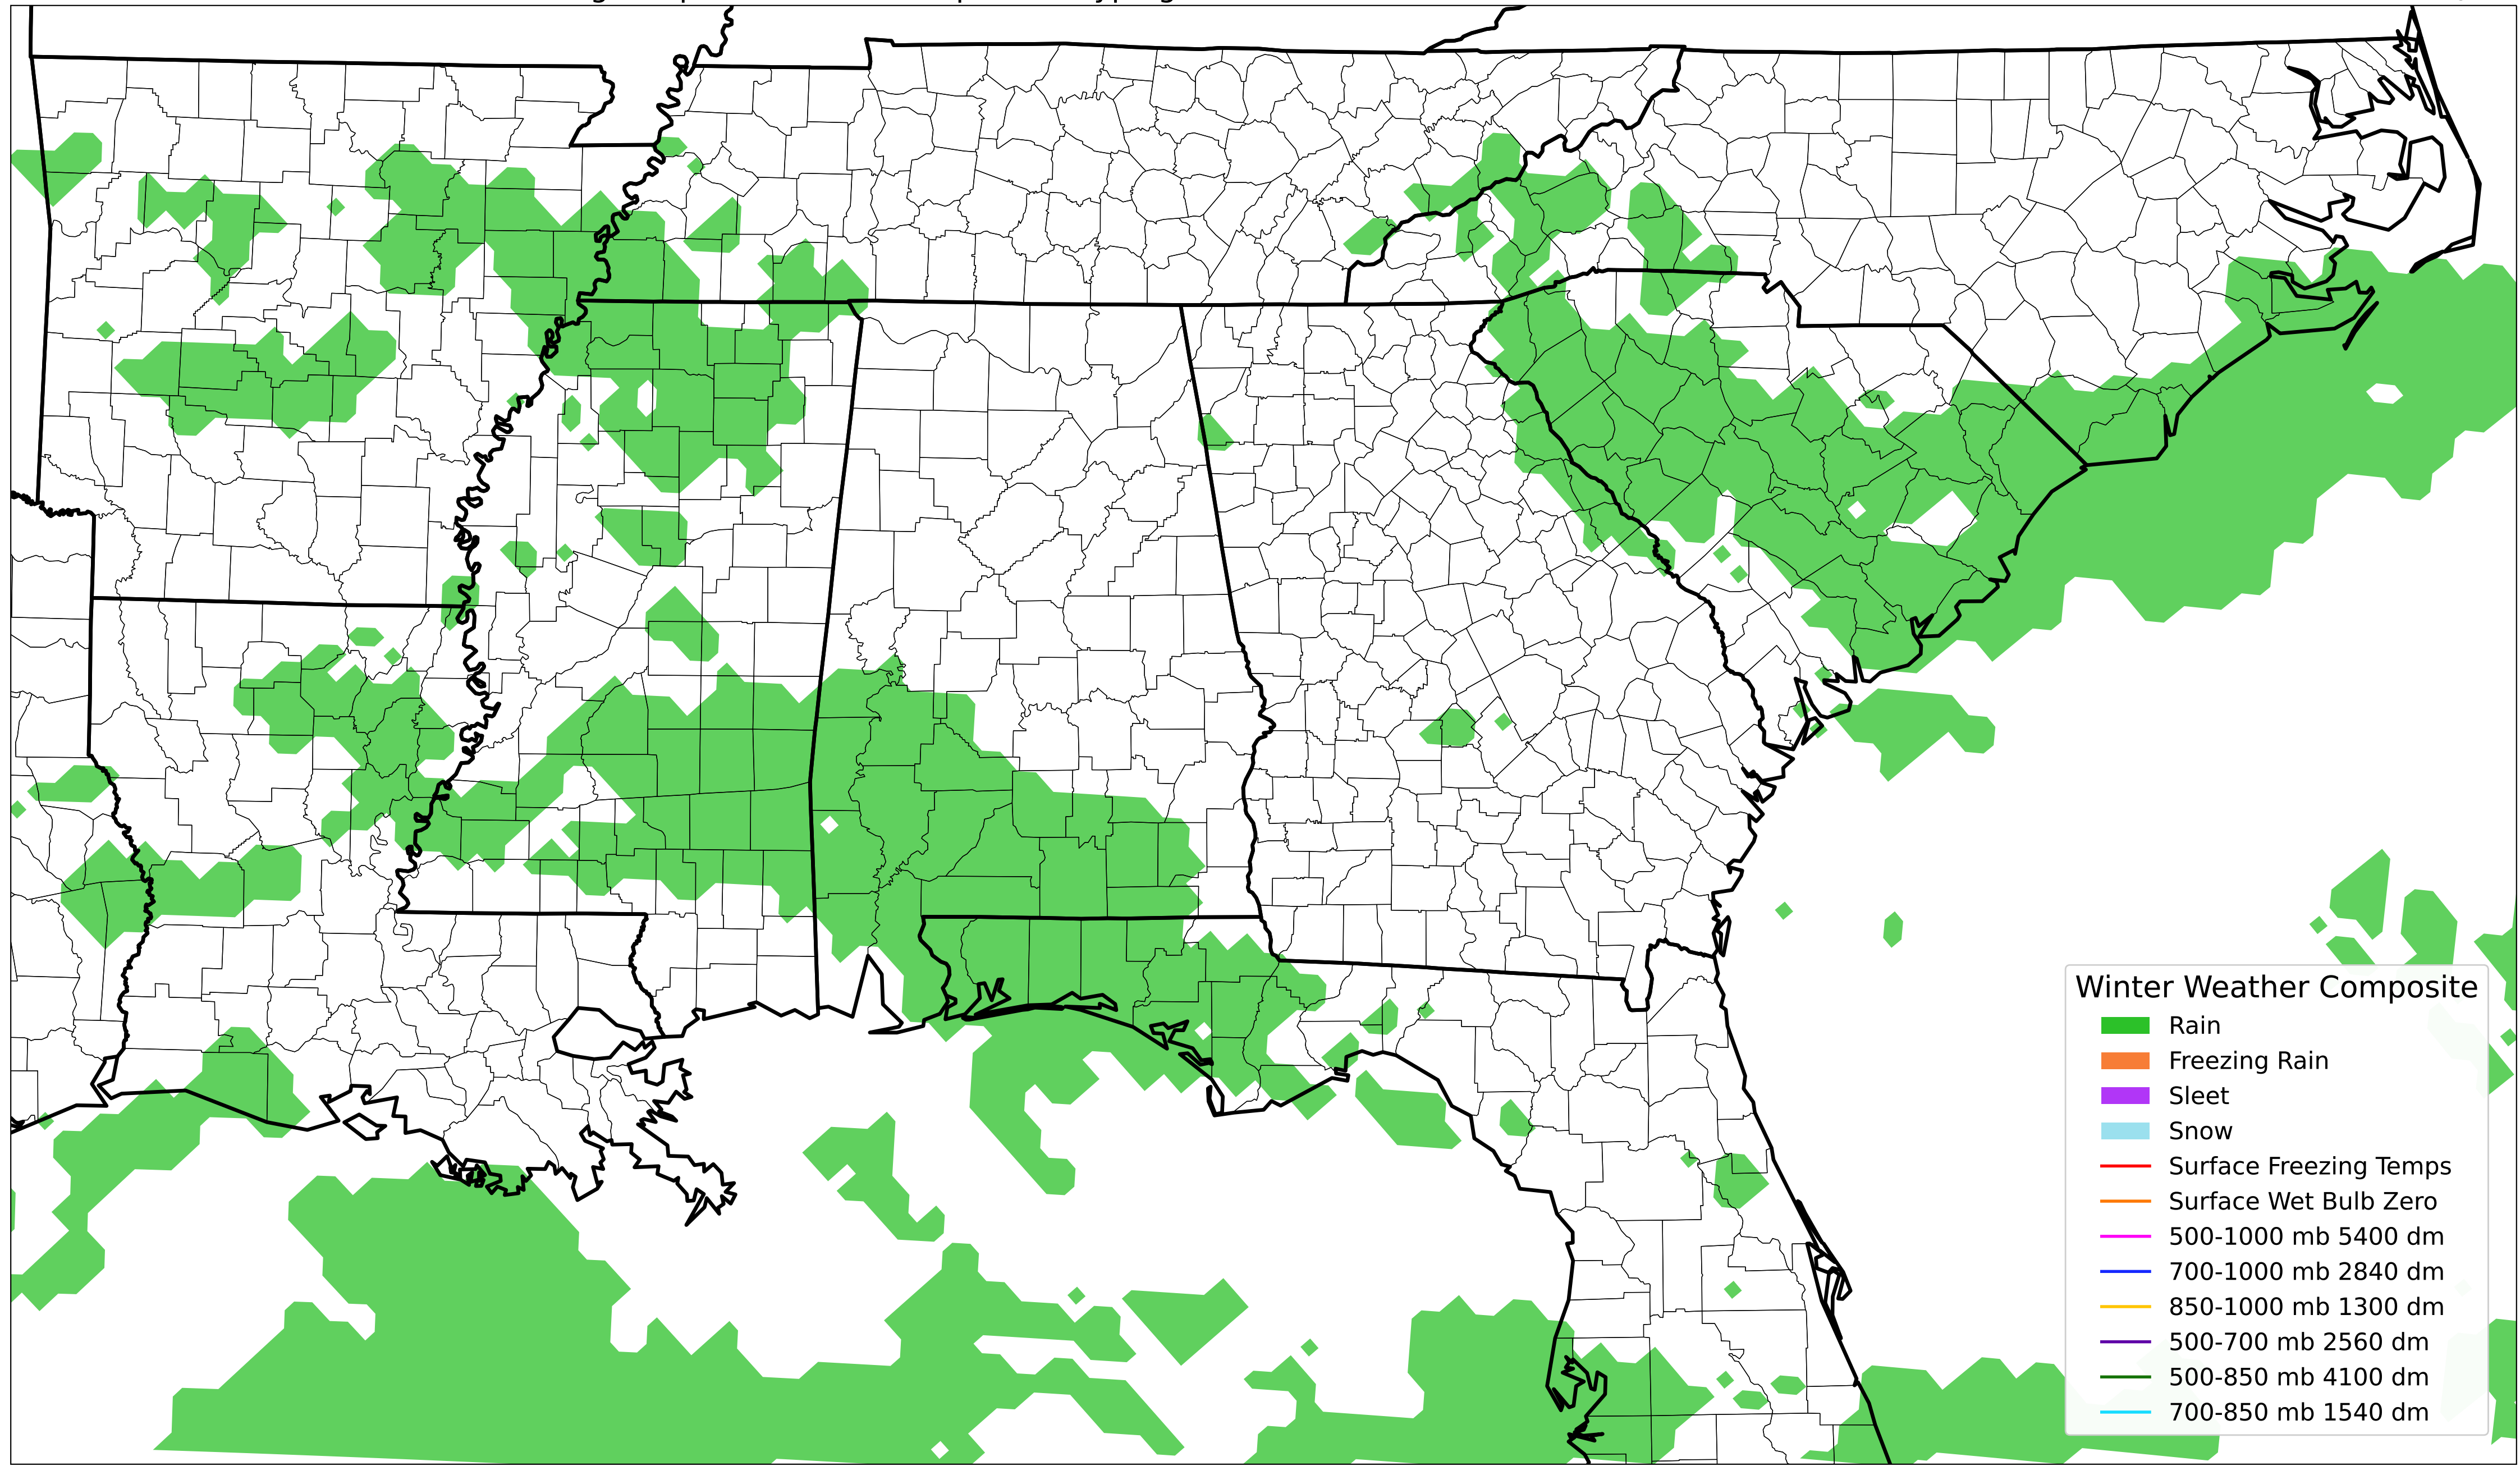 Winter Weather Composite
Rain
Freezing Rain
Sleet
Snow
Surface Freezing Temps
Surface Wet Bulb Zero
500-1000 mb 5400 dm
700-1000 mb 2840 dm
850-1000 mb 1300 dm
500-700 mb 2560 dm
500-850 mb 4100 dm
700-850 mb 1540 dm